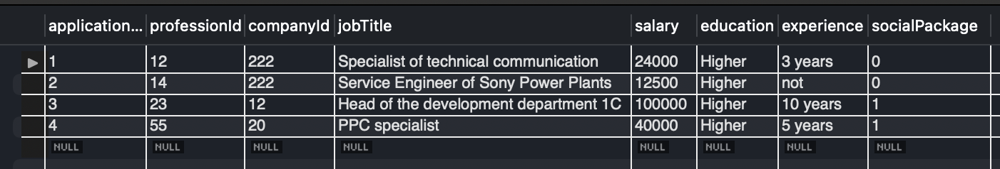 application... professionId companyId jobTitle salary education experience socialPackage
1 12 222 Specialist of technical communication 24000 Higher 3 years 0
2 14 222 Service Engineer of Sony Power Plants 12500 Higher not 0
3 23 12 Head of the development department 1C 100000 Higher 10 years 1
4 55 20 PPC specialist 40000 Higher 5 years 1
NULL NULL NULL NULL NULL NULL NULL NULL